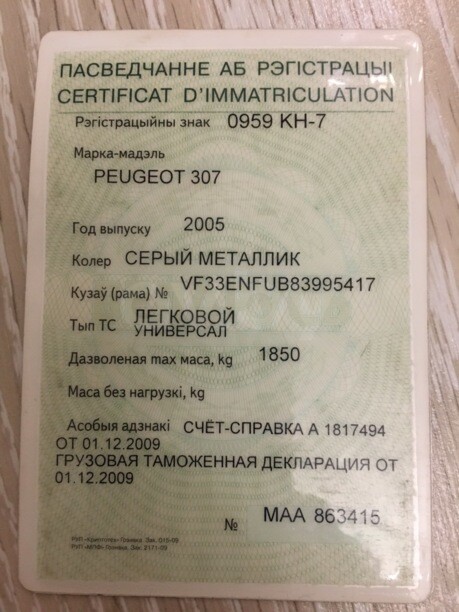 ПАСВЕДЧАННЕ АБ РЭГІСТРАЦЫІ
CERTIFICAT D'IMMATRICULATION
Рэгістрацыйны знак 0959 KH-7
Марка-мадэль
PEUGEOT 307
Год выпуску 2005
Колер СЕРЫЙ МЕТАЛЛИК
Кузаў (рама) № VF33ENFUB83995417
Тып ТС ЛЕГКОВОЙ
УНИВЕРСАЛ
Дазволеная max маса, kg 1850
Маса без нагрузкі, kg
Асобыя адзнакі СЧЁТ-СПРАВКА А 1817494
ОТ 01.12.2009
ГРУЗОВАЯ ТАМОЖЕННАЯ ДЕКЛАРАЦИЯ ОТ
01.12.2009
№ МАА 863415